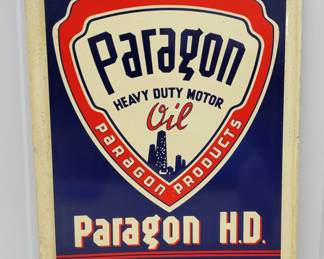 Paragon
HEAVY DUTY MOTOR
Oil
PARAGON PRODUCTS
Paragon H.D.